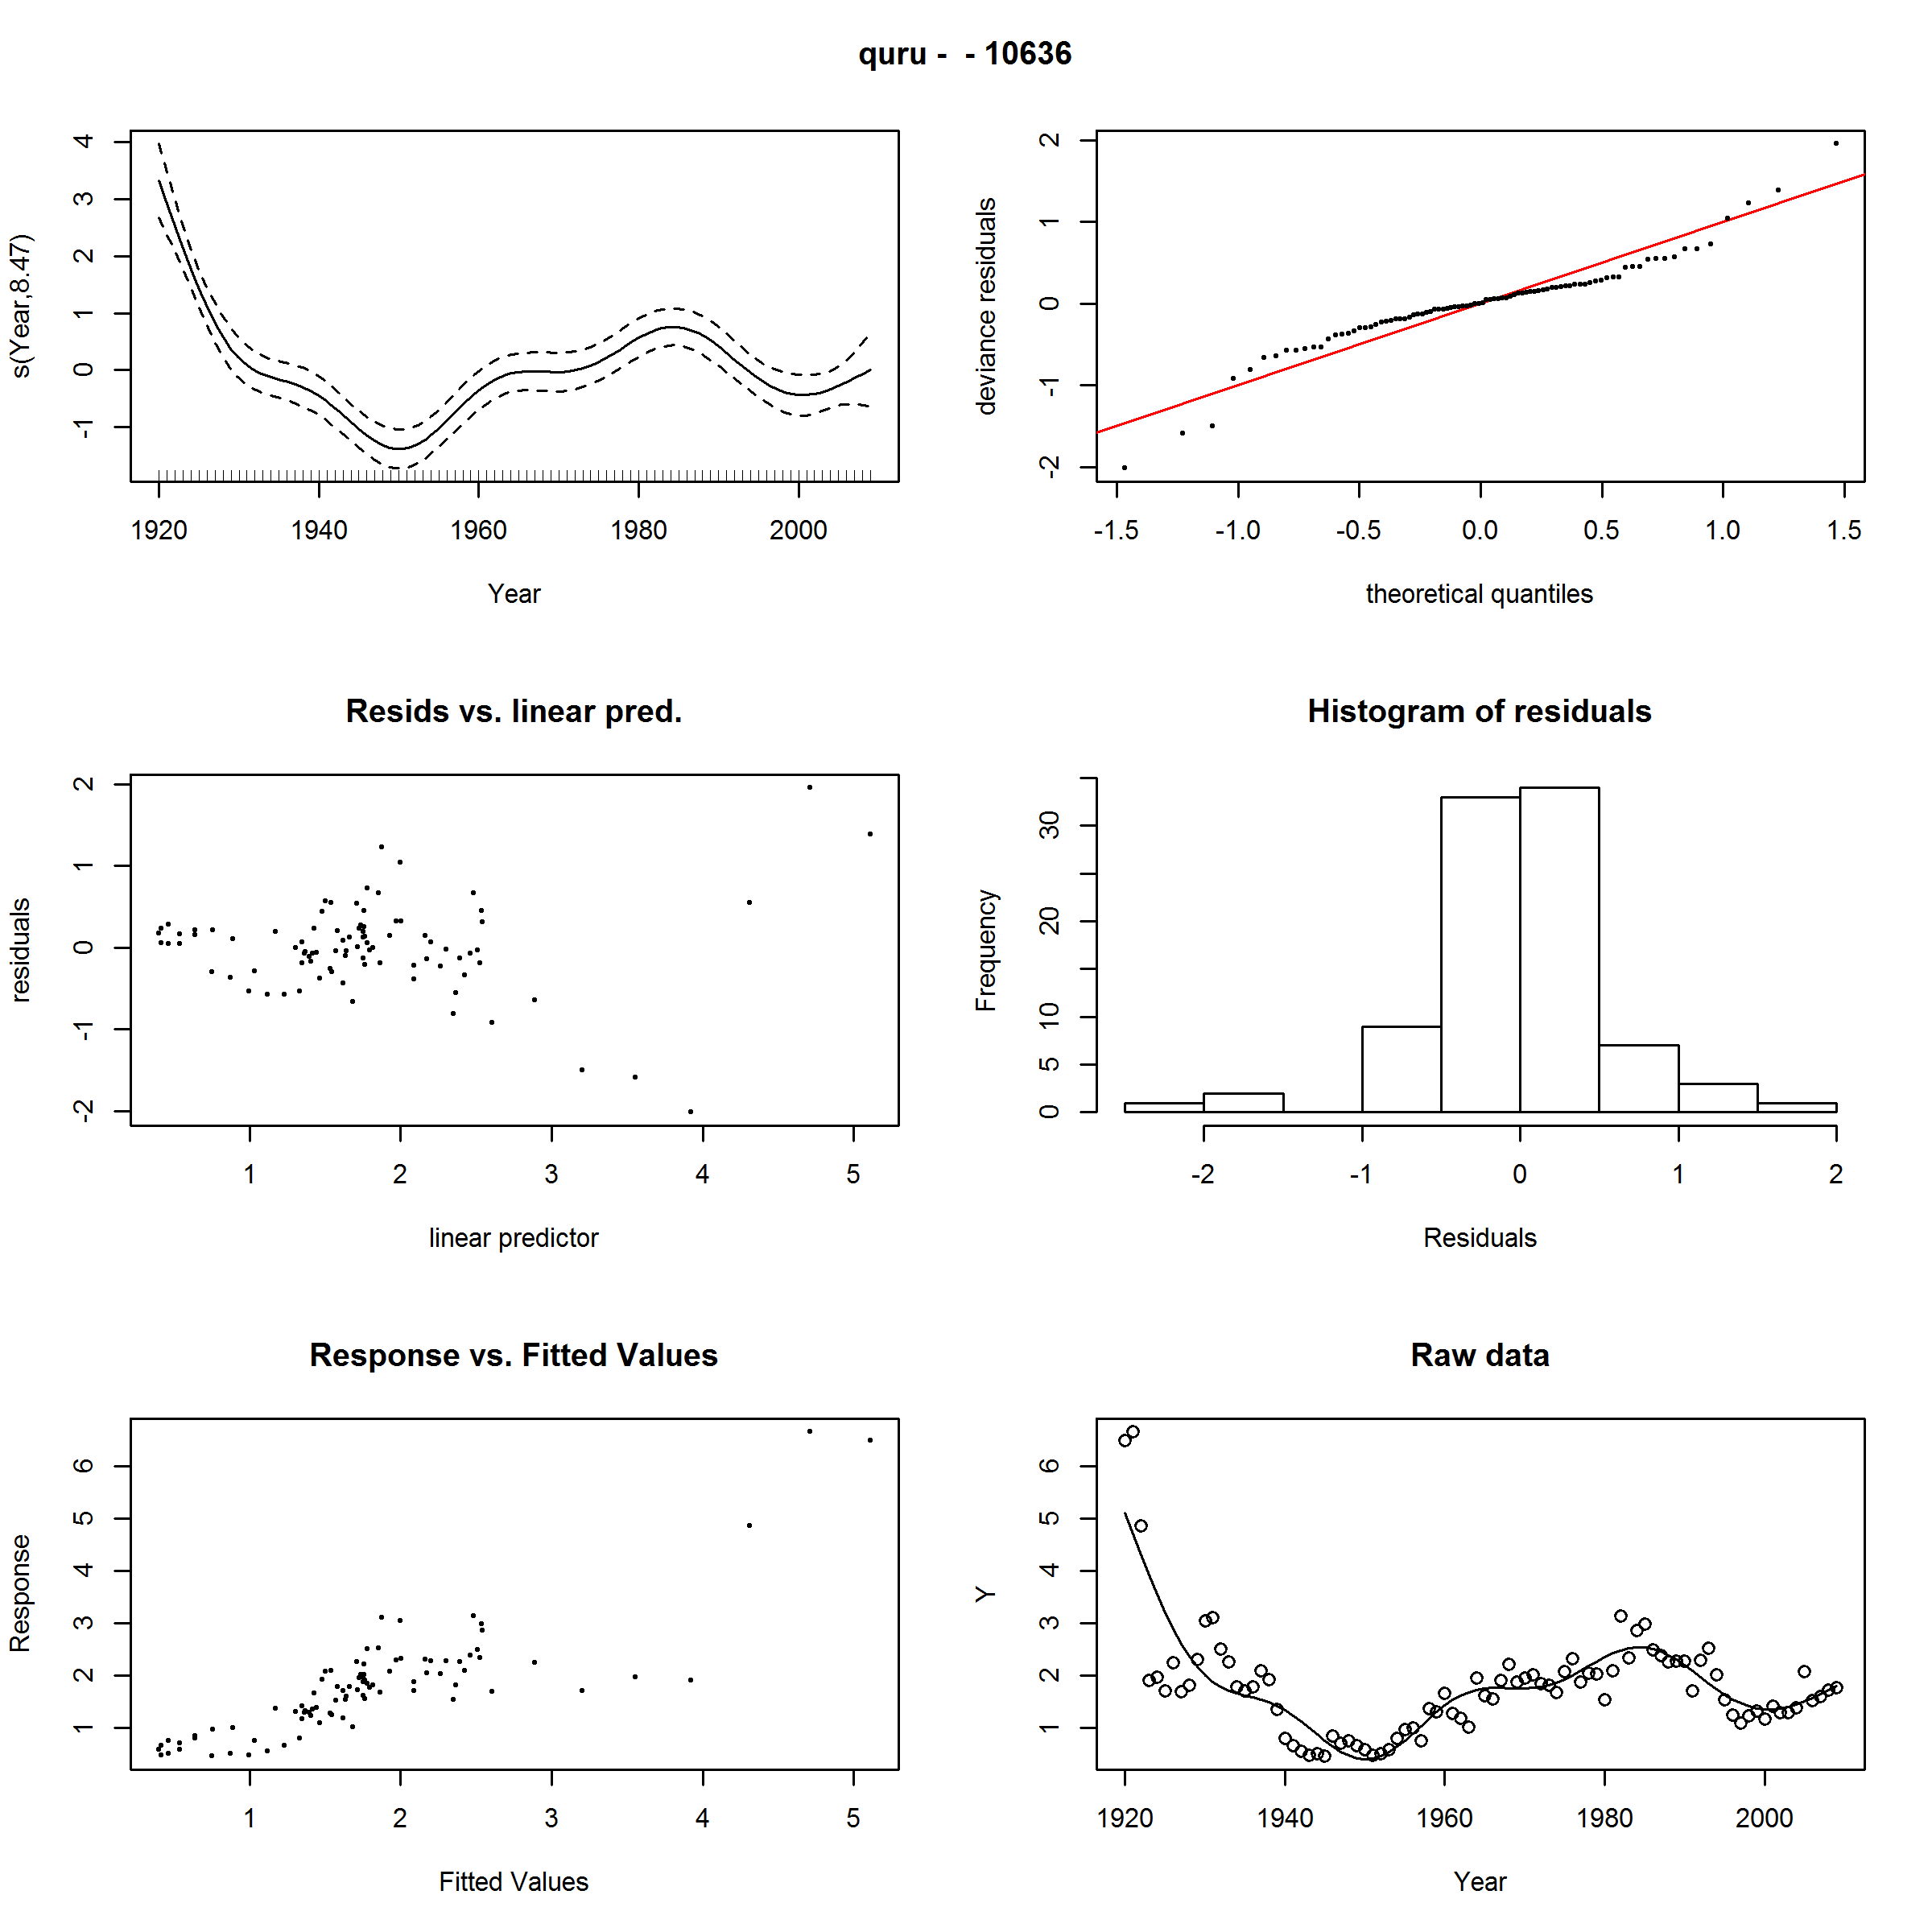 quru -  - 10636
s(Year,8.47)
4
3
2
1
0
-1
1920 1940 1960 1980 2000
Year
deviance residuals
2
1
0
-1
-2
-1.5 -1.0 -0.5 0.0 0.5 1.0 1.5
theoretical quantiles
Resids vs. linear pred.
residuals
2
1
0
-1
-2
1 2 3 4 5
linear predictor
Histogram of residuals
Frequency
30
20
10
5
0
-2 -1 0 1 2
Residuals
Response vs. Fitted Values
Response
6
5
4
3
2
1
1 2 3 4 5
Fitted Values
Raw data
Y
6
5
4
3
2
1
1920 1940 1960 1980 2000
Year